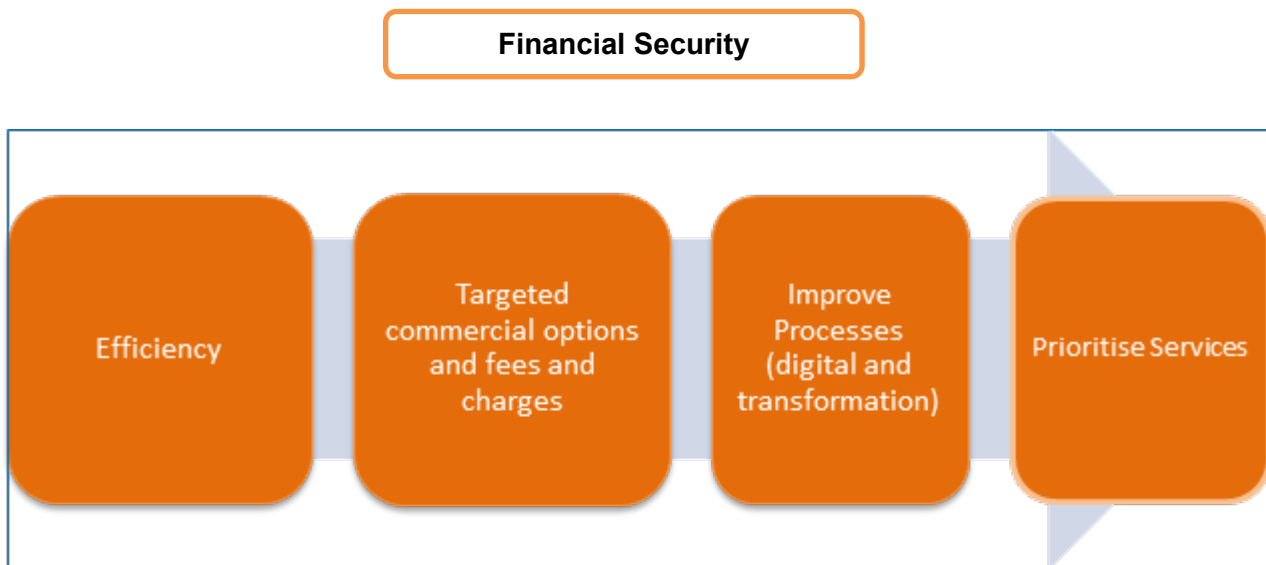 Financial Security
Efficiency
Targeted
commercial options
and fees and
charges
Improve
Processes
(digital and
transformation)
Prioritise Services